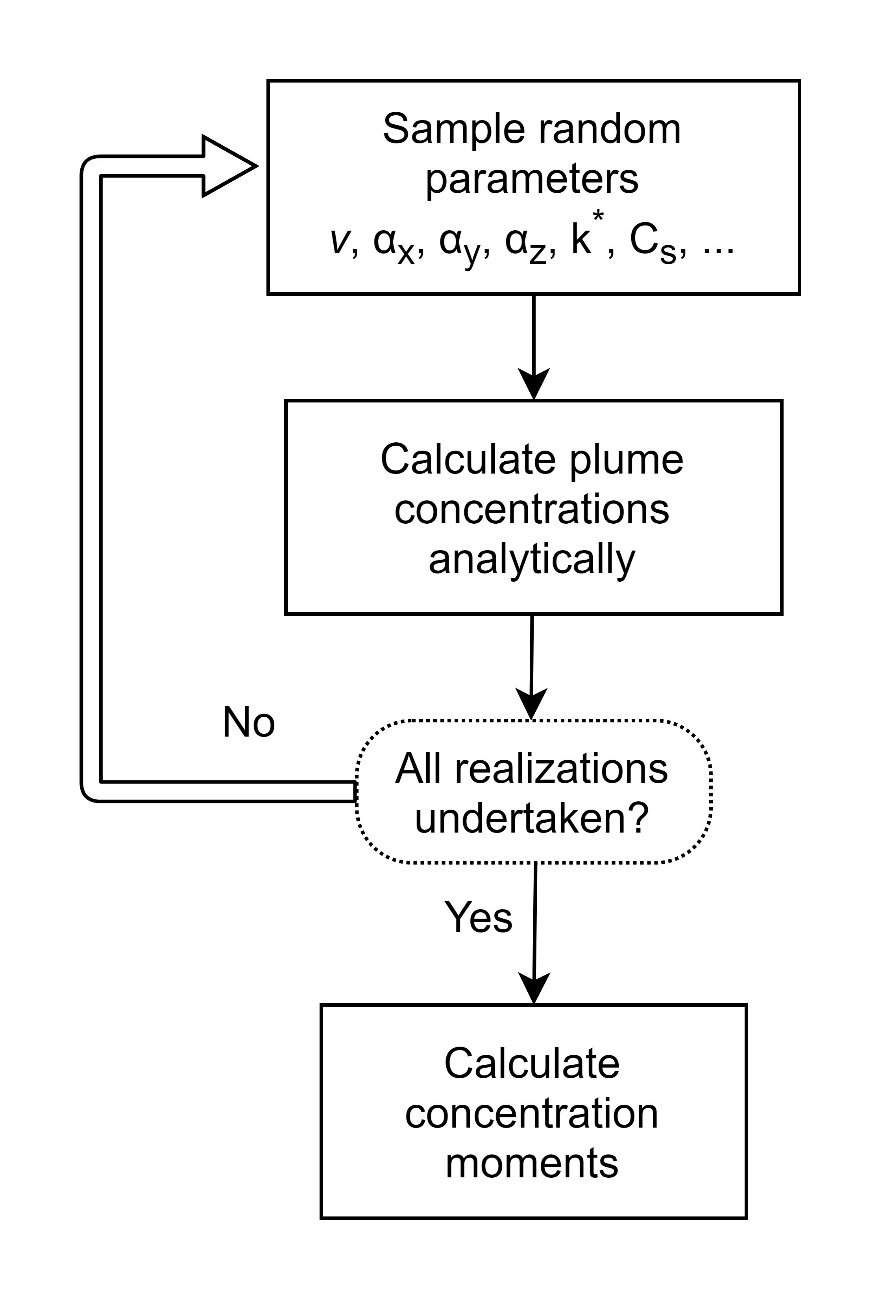 Sample random
parameters
v, αx, αy, αz, k*, Cs, ...
Calculate plume
concentrations
analytically
No
All realizations
undertaken?
Yes
Calculate
concentration
moments